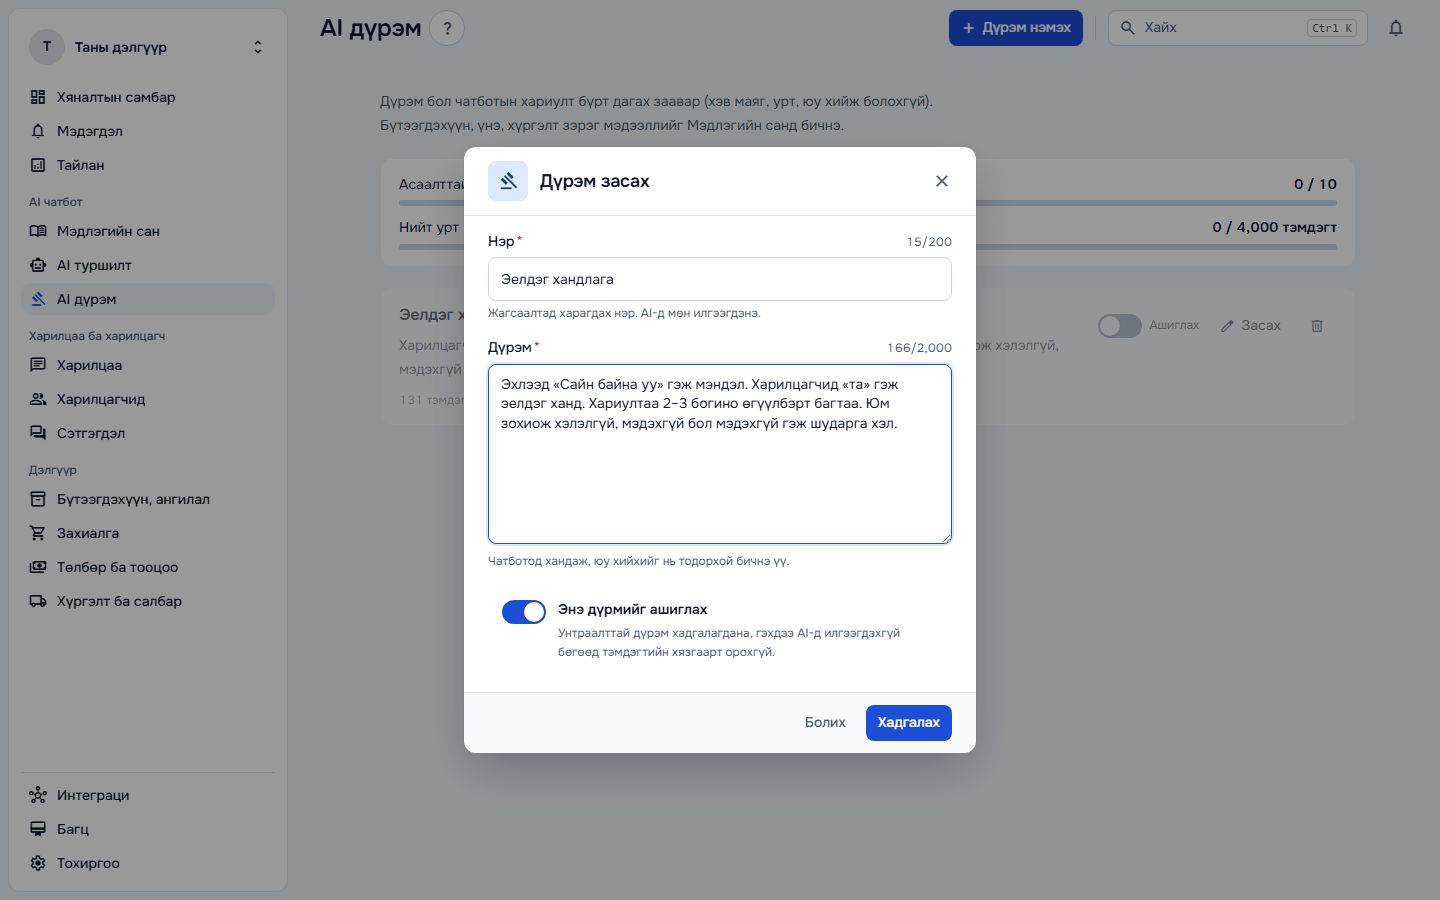 Т
Таны дэлгүүр
Хяналтын самбар
Мэдэгдэл
Тайлан
AI чатбот
Мэдлэгийн сан
AI туршилт
AI дүрэм
Харилцаа ба харилцагч
Харилцаа
Харилцагчид
Сэтгэгдэл
Дэлгүүр
Бүтээгдэхүүн, ангилал
Захиалга
Төлбөр ба тооцоо
Хүргэлт ба салбар
Интеграци
Багц
Тохиргоо
AI дүрэм
?
+ Дүрэм нэмэх
Хайх
Ctrl K
Дүрэм бол чатботын хариулт бүрт дагах заавар (хэв маяг, урт, юу хийж болохгүй).
Бүтээгдэхүүн, үнэ, хүргэлт зэрэг мэдээллийг Мэдлэгийн санд бичнэ.
0 / 10
Нийт урт
0 / 4,000 тэмдэгт
Эелдэг
Ашиглах
Засах
хэлэлгүй,
мэдэхгүй
131
Дүрэм засах
Нэр*
15/200
Эелдэг хандлага
Жагсаалтад харагдах нэр. AI-д мөн илгээгдэнэ.
Дүрэм*
166/2,000
Эхлээд «Сайн байна уу» гэж мэндэл. Харилцагчид «та» гэж
эелдэг ханд. Хариултаа 2–3 богино өгүүлбэрт багтаа. Юм
зохиож хэлэлгүй, мэдэхгүй бол мэдэхгүй гэж шударга хэл.
Чатботод хандаж, юу хийхийг нь тодорхой бичнэ үү.
Энэ дүрмийг ашиглах
Унтраалттай дүрэм хадгалагдана, гэхдээ AI-д илгээгдэхгүй
бөгөөд тэмдэгтийн хязгаарт орохгүй.
Болих
Хадгалах